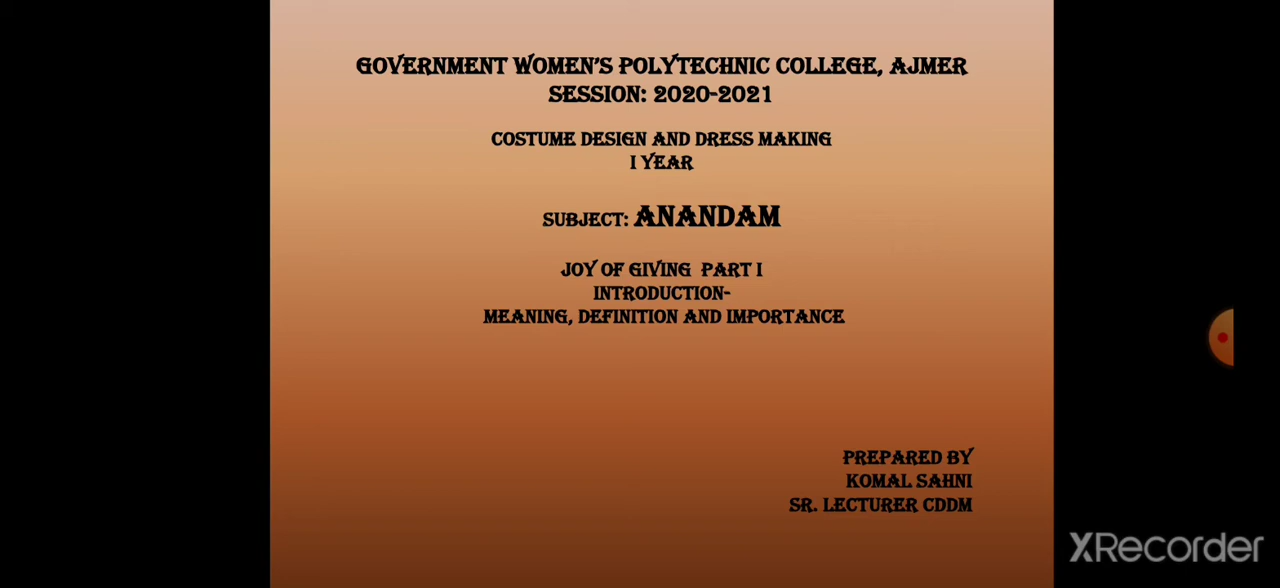 GOVERNMENT WOMEN'S POLYTECHNIC COLLEGE, AJMER
SESSION: 2020-2021
COSTUME DESIGN AND DRESS MAKING
I YEAR
SUBJECT: ANANDAM
JOY OF GIVING PART I
INTRODUCTION-
MEANING, DEFINITION AND IMPORTANCE
PREPARED BY
KOMAL SAHNI
SR. LECTURER CDDM
XRecorder